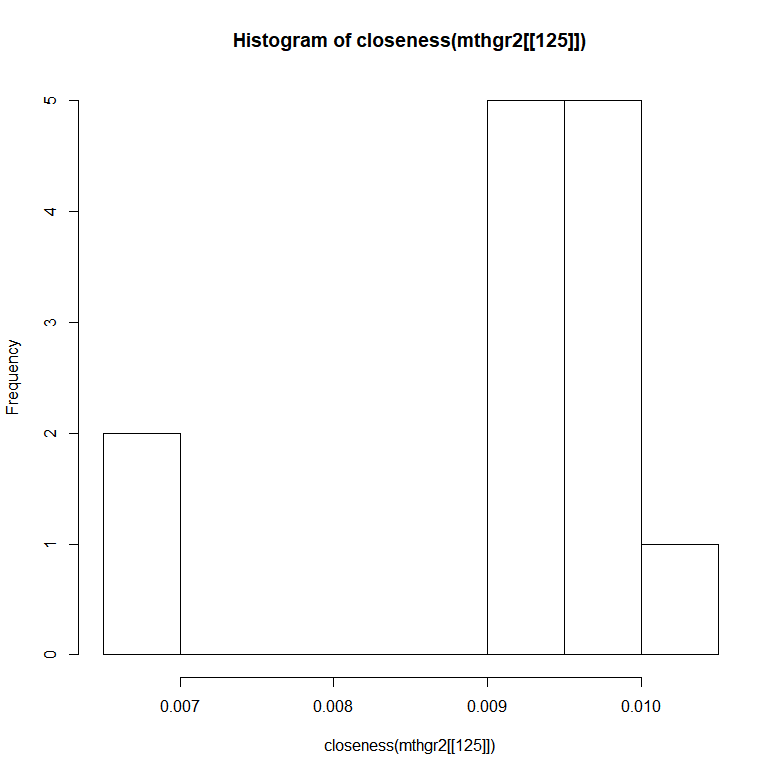 Histogram of closeness(mthgr2[[125]])
5
4
3
2
1
0
Frequency
0.007 0.008 0.009 0.010
closeness(mthgr2[[125]])